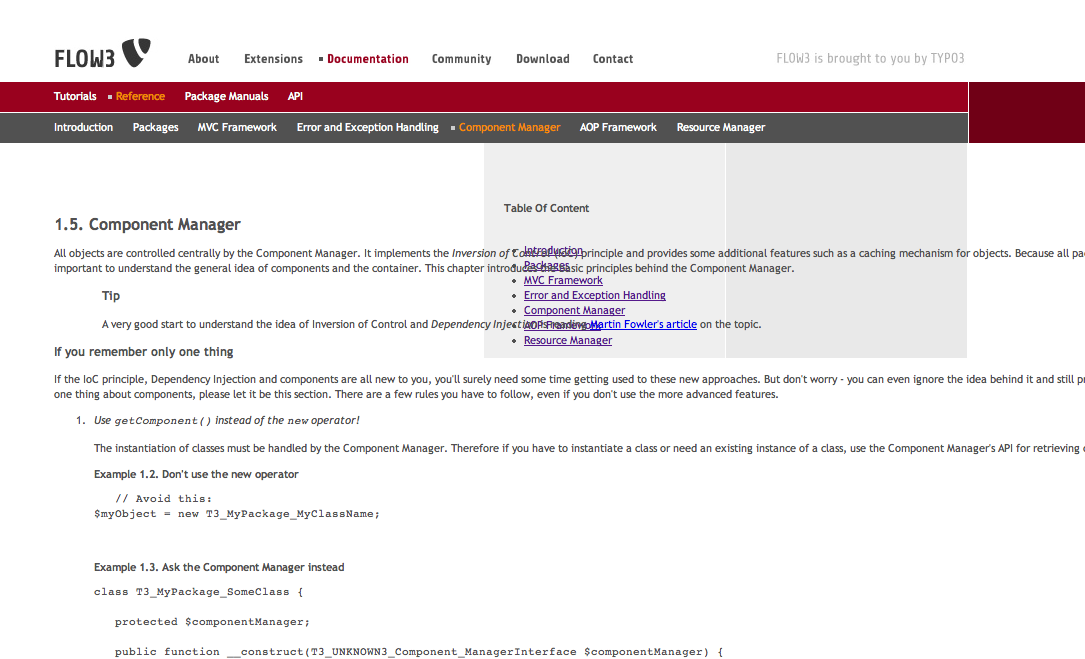 FLOW3
About Extensions Documentation Community Download Contact
FLOW3 is brought to you by TYPO3
Tutorials Reference Package Manuals API
Introduction Packages MVC Framework Error and Exception Handling Component Manager AOP Framework Resource Manager
Table Of Content
Introduction
Packages
MVC Framework
Error and Exception Handling
Component Manager
AOP Framework
Resource Manager
1.5. Component Manager
All objects are controlled centrally by the Component Manager. It implements the Inversion of Control (IoC) principle and provides some additional features such as a caching mechanism for objects. Because all pac
important to understand the general idea of components and the container. This chapter introduces the basic principles behind the Component Manager.
Tip
A very good start to understand the idea of Inversion of Control and Dependency Injection is reading Martin Fowler's article on the topic.
If you remember only one thing
If the IoC principle, Dependency Injection and components are all new to you, you'll surely need some time getting used to these new approaches. But don't worry - you can even ignore the idea behind it and still pr
one thing about components, please let it be this section. There are a few rules you have to follow, even if you don't use the more advanced features.
1. Use getComponent() instead of the new operator!
The instantiation of classes must be handled by the Component Manager. Therefore if you have to instantiate a class or need an existing instance of a class, use the Component Manager's API for retrieving
Example 1.2. Don't use the new operator
// Avoid this:
$myObject = new T3_MyPackage_MyClassName;
Example 1.3. Ask the Component Manager instead
class T3_MyPackage_SomeClass {
protected $componentManager;
public function __construct(T3_UNKNOWN3_Component_ManagerInterface $componentManager) {